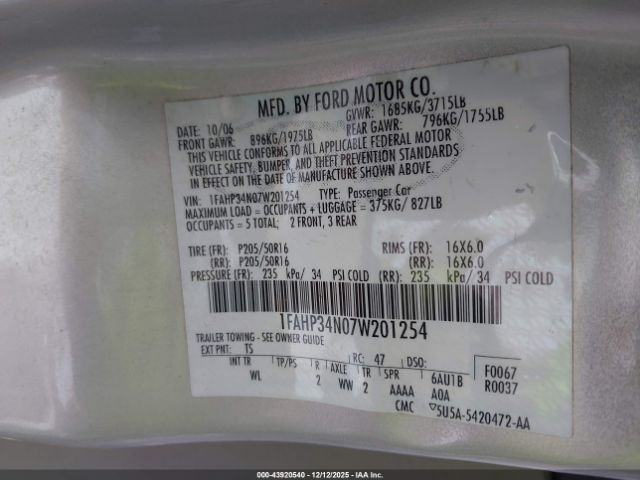 MFD. BY FORD MOTOR CO.
DATE: 10/06 GVWR: 1685KG/3715LB
FRONT GAWR: 896KG/1975LB REAR GAWR: 796KG/1755LB
THIS VEHICLE CONFORMS TO ALL APPLICABLE FEDERAL MOTOR
VEHICLE SAFETY, BUMPER, AND THEFT PREVENTION STANDARDS
IN EFFECT ON THE DATE OF MANUFACTURE SHOWN ABOVE.
VIN: 1FAHP34N07W201254 TYPE: Passenger Car
MAXIMUM LOAD = OCCUPANTS + LUGGAGE = 375KG/ 827LB
OCCUPANTS = 5 TOTAL; 2 FRONT, 3 REAR
TIRE (FR): P205/50R16 RIMS (FR): 16X6.0
(RR): P205/50R16 (RR): 16X6.0
PRESSURE (FR): 235 kPa/ 34 PSI COLD (RR): 235 kPa/ 34 PSI COLD
1FAHP34N07W201254
TRAILER TOWING - SEE OWNER GUIDE
EXT PNT: TS RC: 47 DSO: F0067
INT TR TP/PS R AXLE TR SPR 6AU1B R0037
WL 2 WW 2 AAAA A0A
CMC 5U5A-5420472-AA
000-43920540 - 12/12/2025 - IAA Inc.